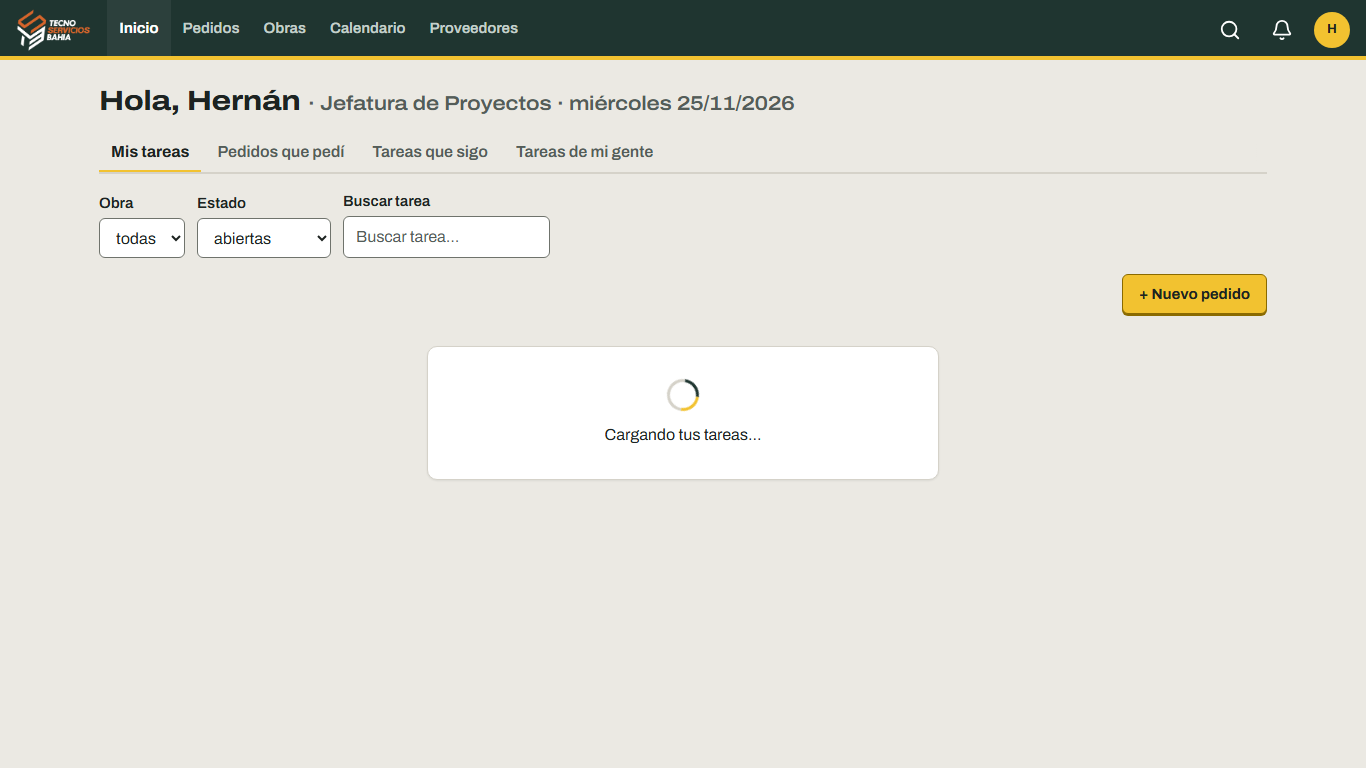 TECNO
SERVICIOS
BAHIA
Inicio
Pedidos
Obras
Calendario
Proveedores
H
Hola, Hernán · Jefatura de Proyectos · miércoles 25/11/2026
Mis tareas
Pedidos que pedí
Tareas que sigo
Tareas de mi gente
Obra
Estado
Buscar tarea
todas
abiertas
Buscar tarea...
+ Nuevo pedido
Cargando tus tareas...